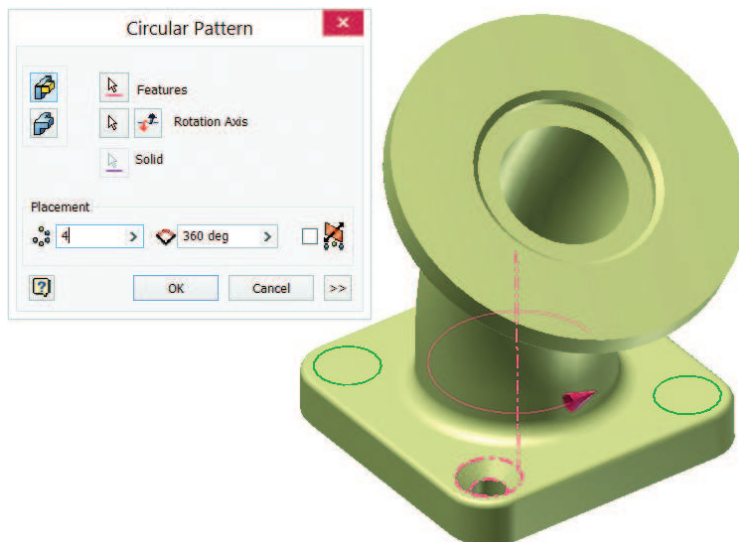 Circular Pattern
Features
Rotation Axis
Solid
Placement
4
360 deg
OK
Cancel
>>